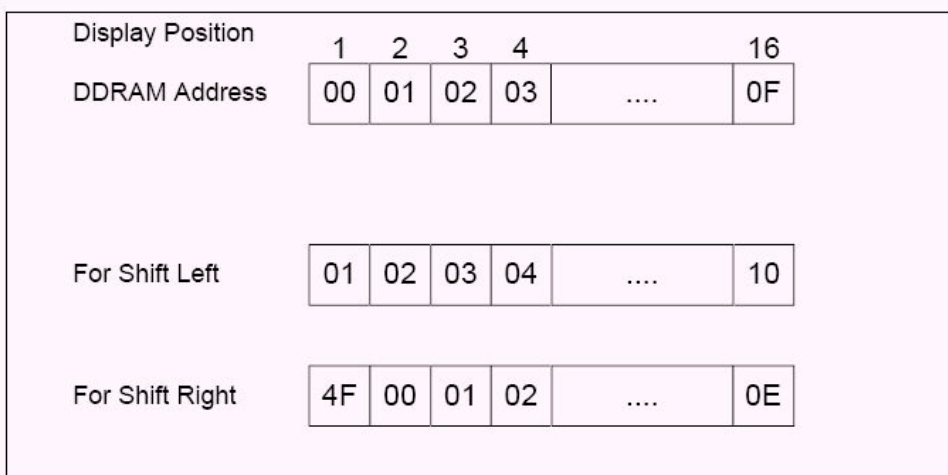 Display Position 1 2 3 4 16
DDRAM Address 00 01 02 03 .... 0F
For Shift Left 01 02 03 04 .... 10
For Shift Right 4F 00 01 02 .... 0E